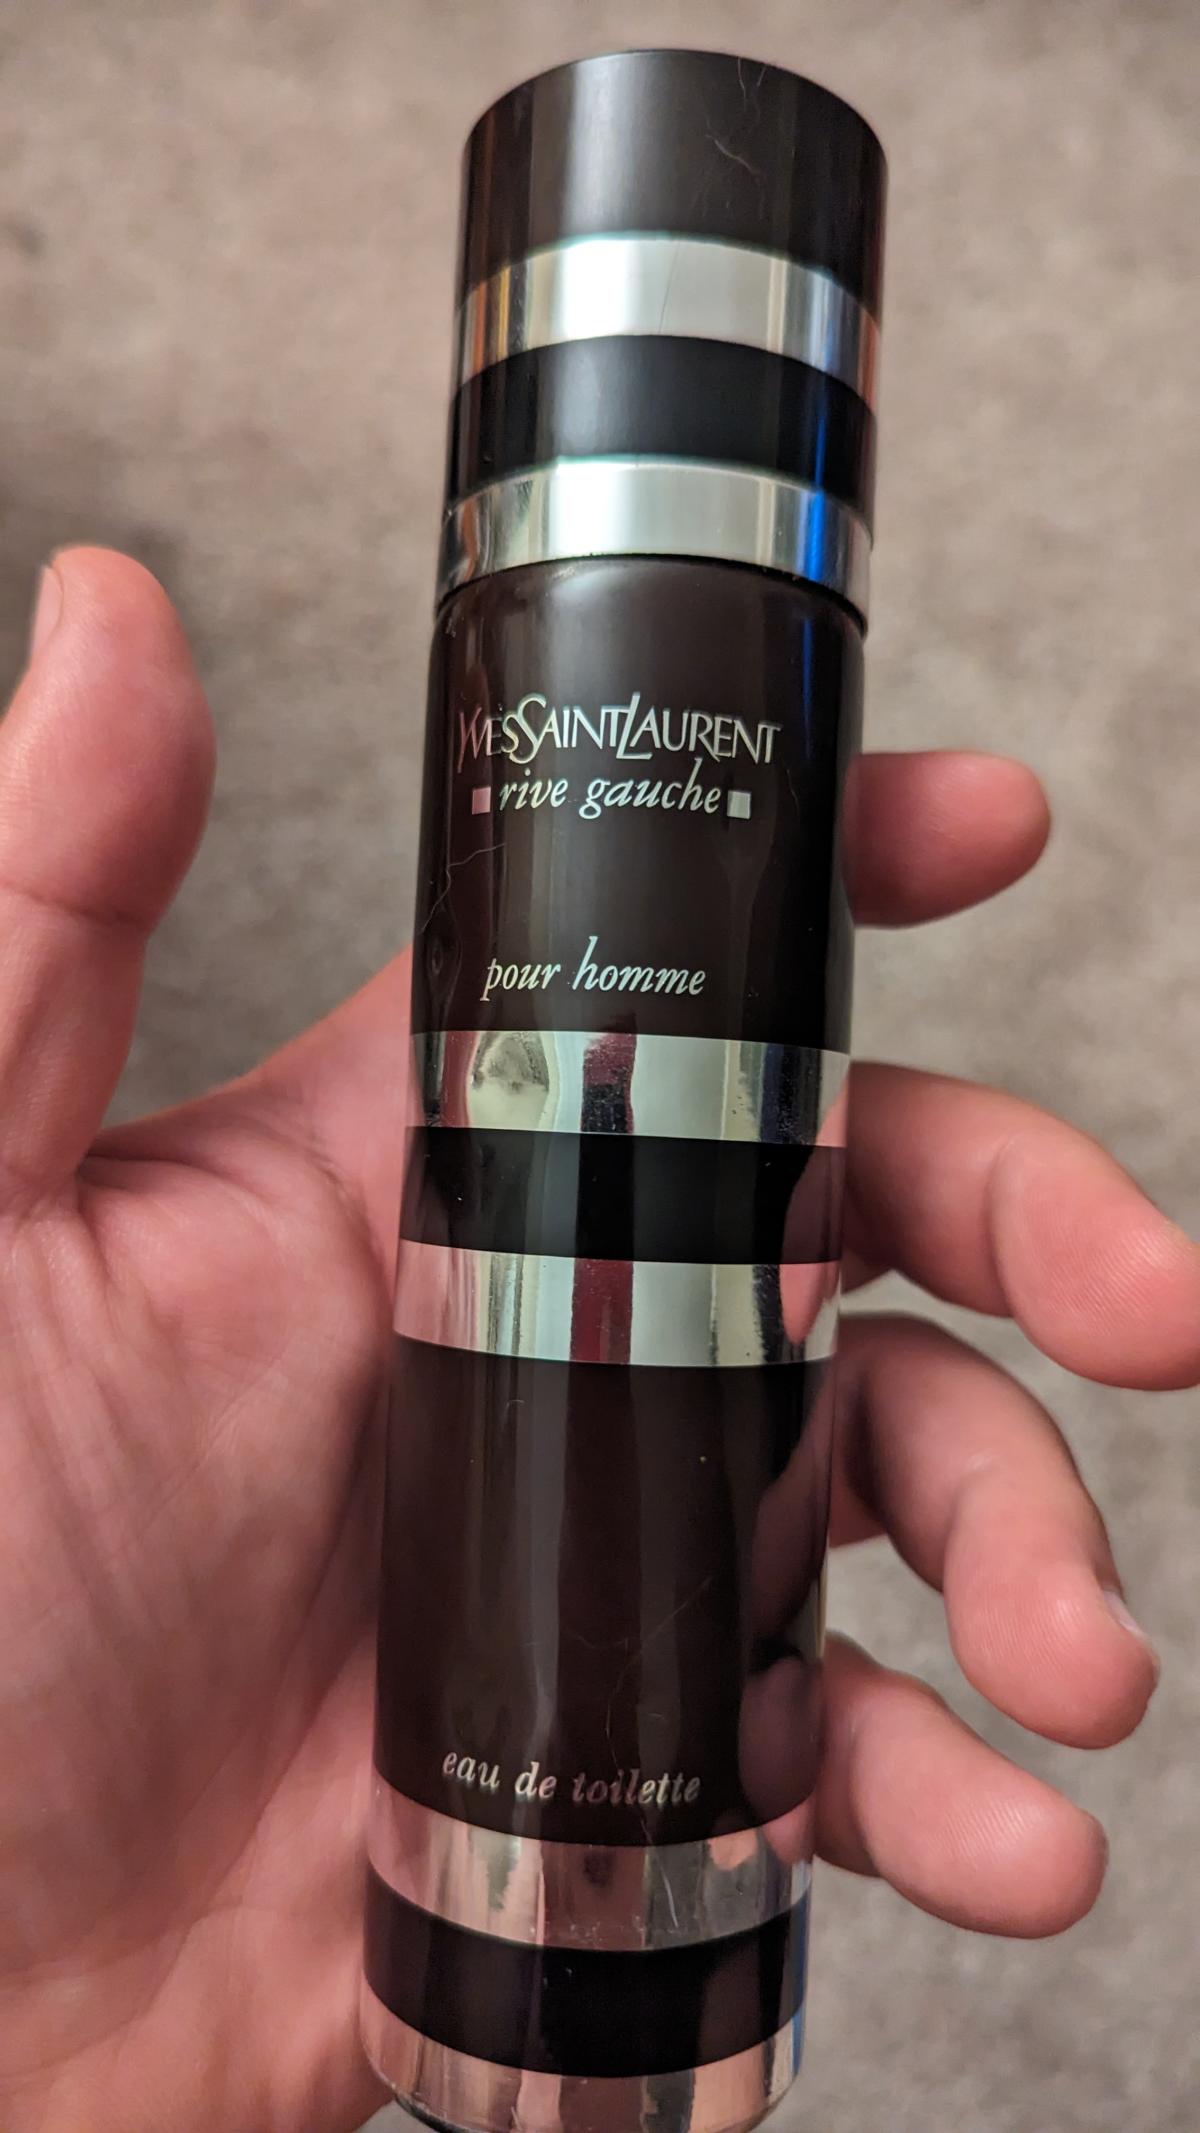 YVESSAINTLAURENT
rive gauche
pour homme
eau de toilette